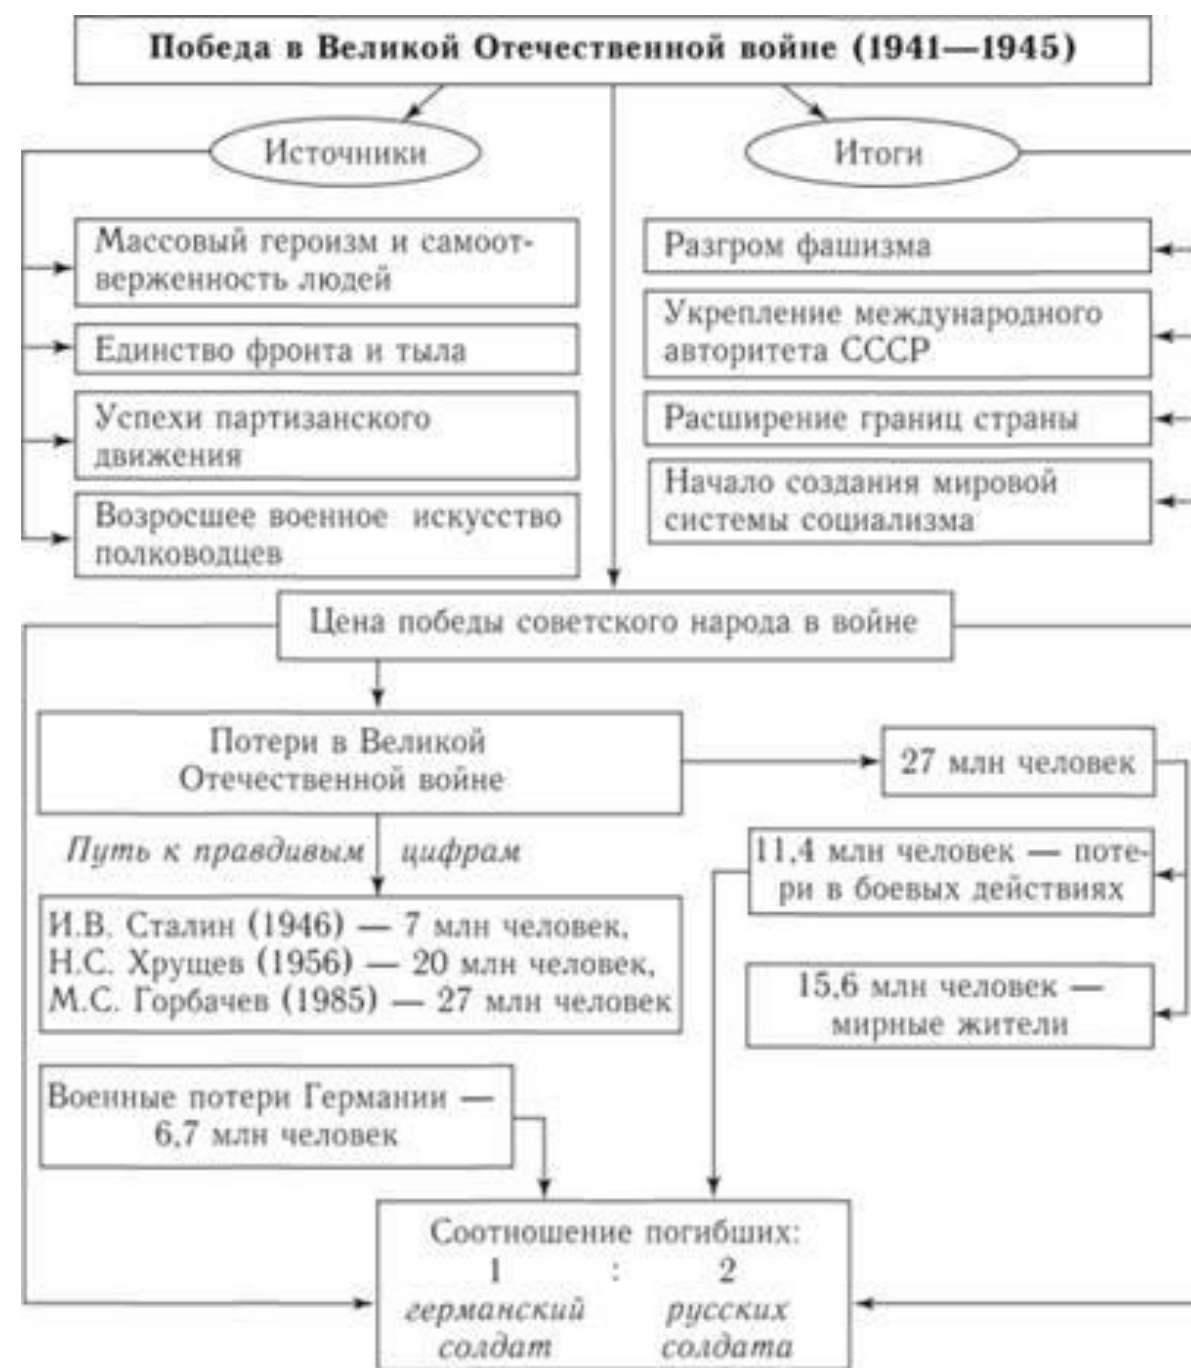 Победа в Великой Отечественной войне (1941—1945)
Источники
Итоги
Массовый героизм и самоот-
верженность людей
Единство фронта и тыла
Успехи партизанского
движения
Возросшее военное искусство
полководцев
Разгром фашизма
Укрепление международного
авторитета СССР
Расширение границ страны
Начало создания мировой
системы социализма
Цена победы советского народа в войне
Потери в Великой
Отечественной войне
27 млн человек
Путь к правдивым цифрам
11,4 млн человек — поте-
ри в боевых действиях
И.В. Сталин (1946) — 7 млн человек,
Н.С. Хрущев (1956) — 20 млн человек,
М.С. Горбачев (1985) — 27 млн человек
15,6 млн человек —
мирные жители
Военные потери Германии —
6,7 млн человек
Соотношение погибших:
1 : 2
германский русских
солдат солдата